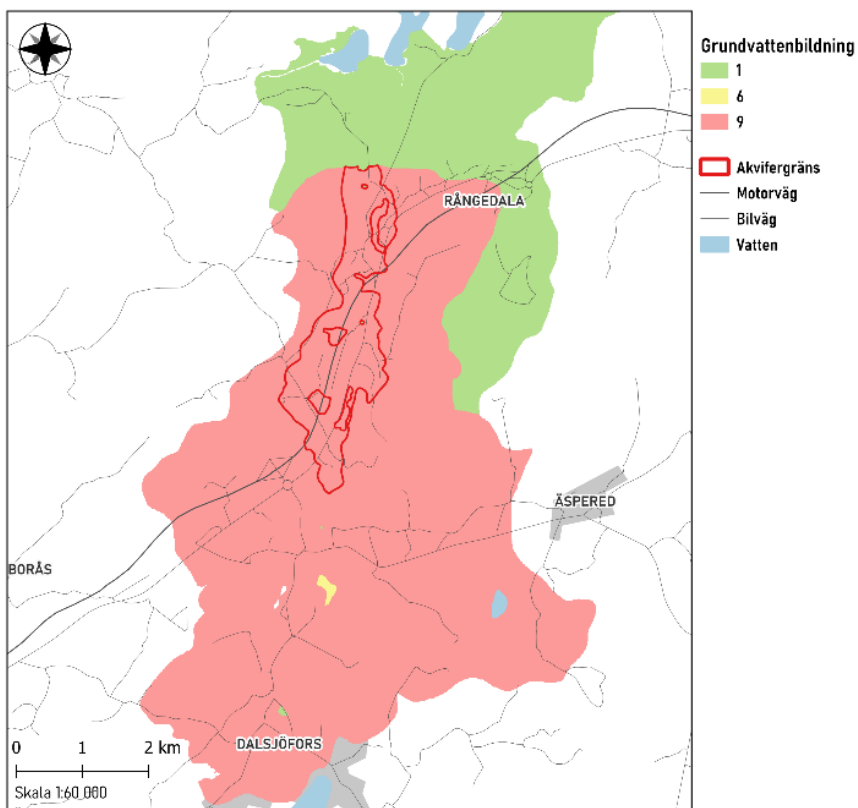 Grundvattenbildning
1
6
9
Akvifergräns
Motorväg
Bilväg
Vatten
RÅNGEDALA
ÄSPERED
BORÅS
DALSJÖFORS
0 1 2 km
Skala 1:60,000